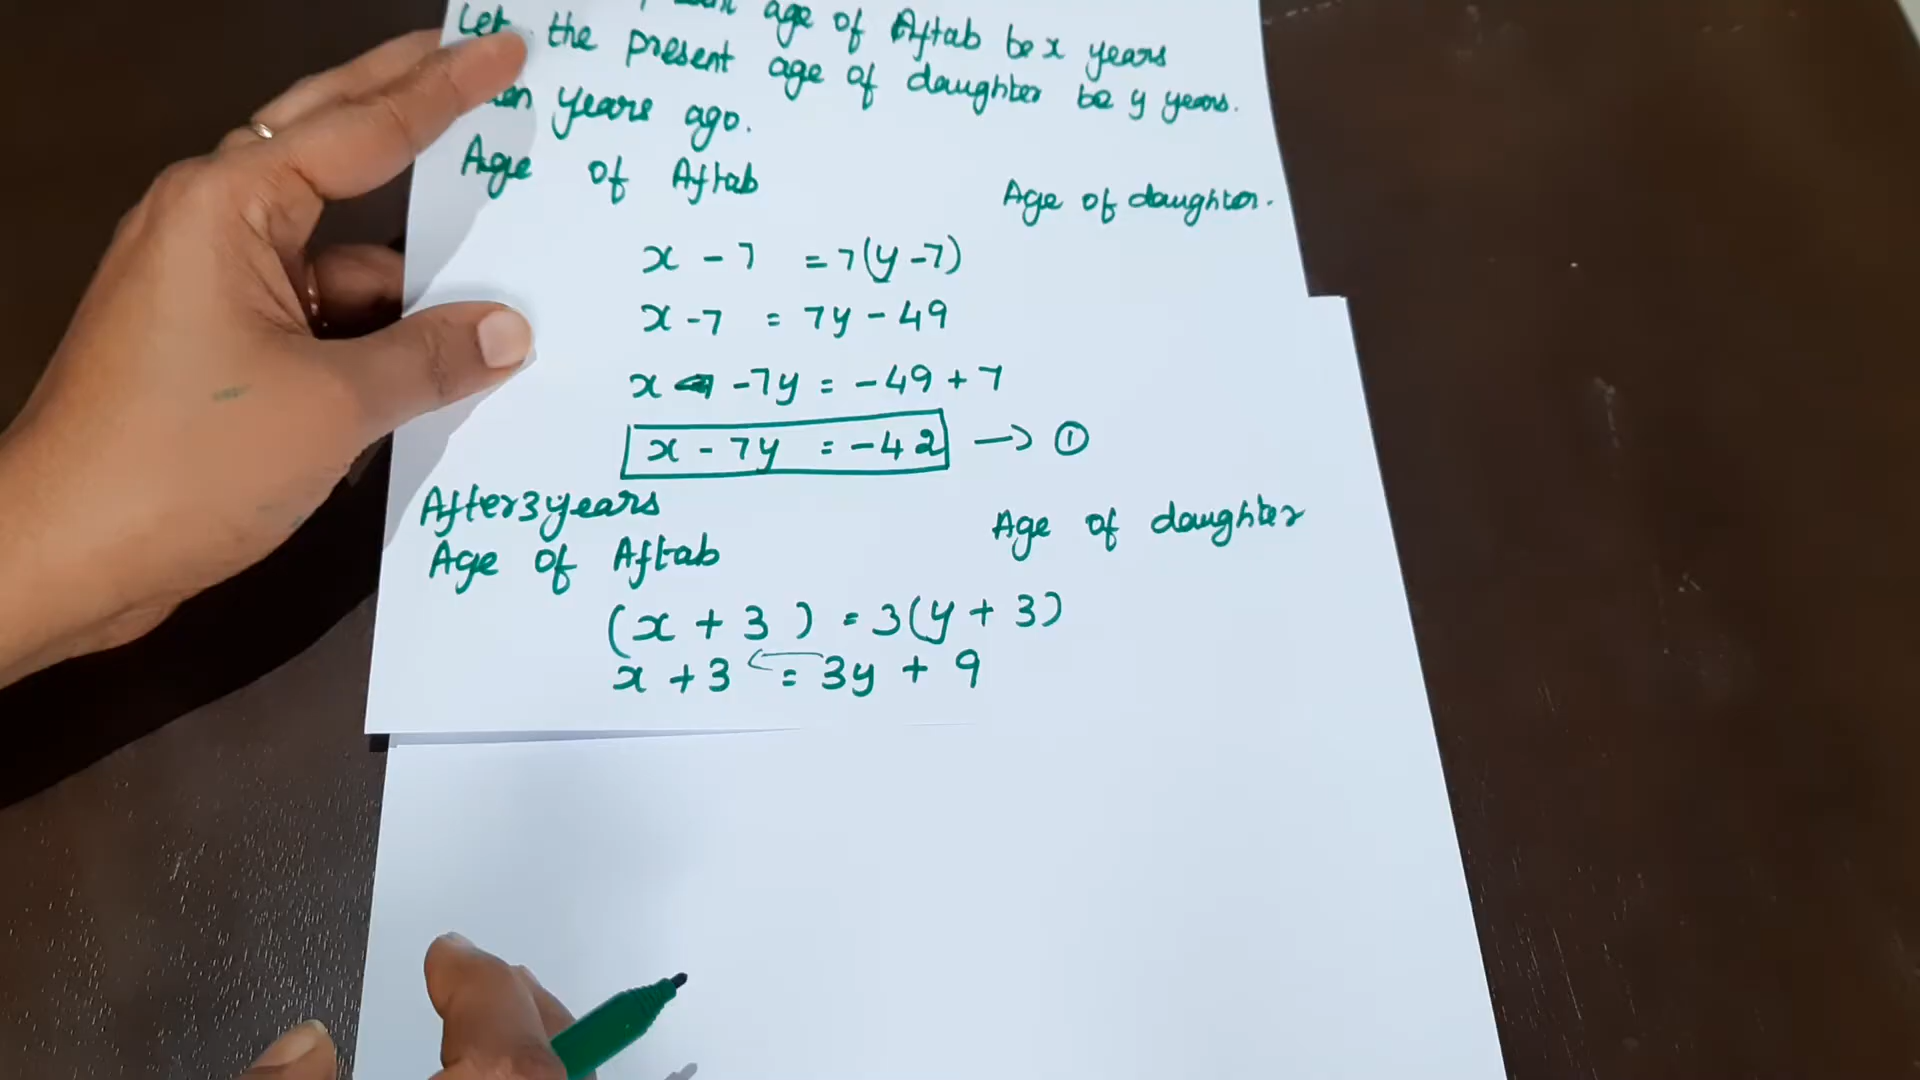 age of Aftab be x years
Let the present age of daughter be y years.
years ago.
Age of Aftab
Age of daughter.
x - 7 = 7(y - 7)
x - 7 = 7y - 49
x - 7y = -49 + 7
x - 7y = -42 → ①
After 3 years
Age of Aftab
Age of daughter
(x + 3) = 3(y + 3)
x + 3 = 3y + 9